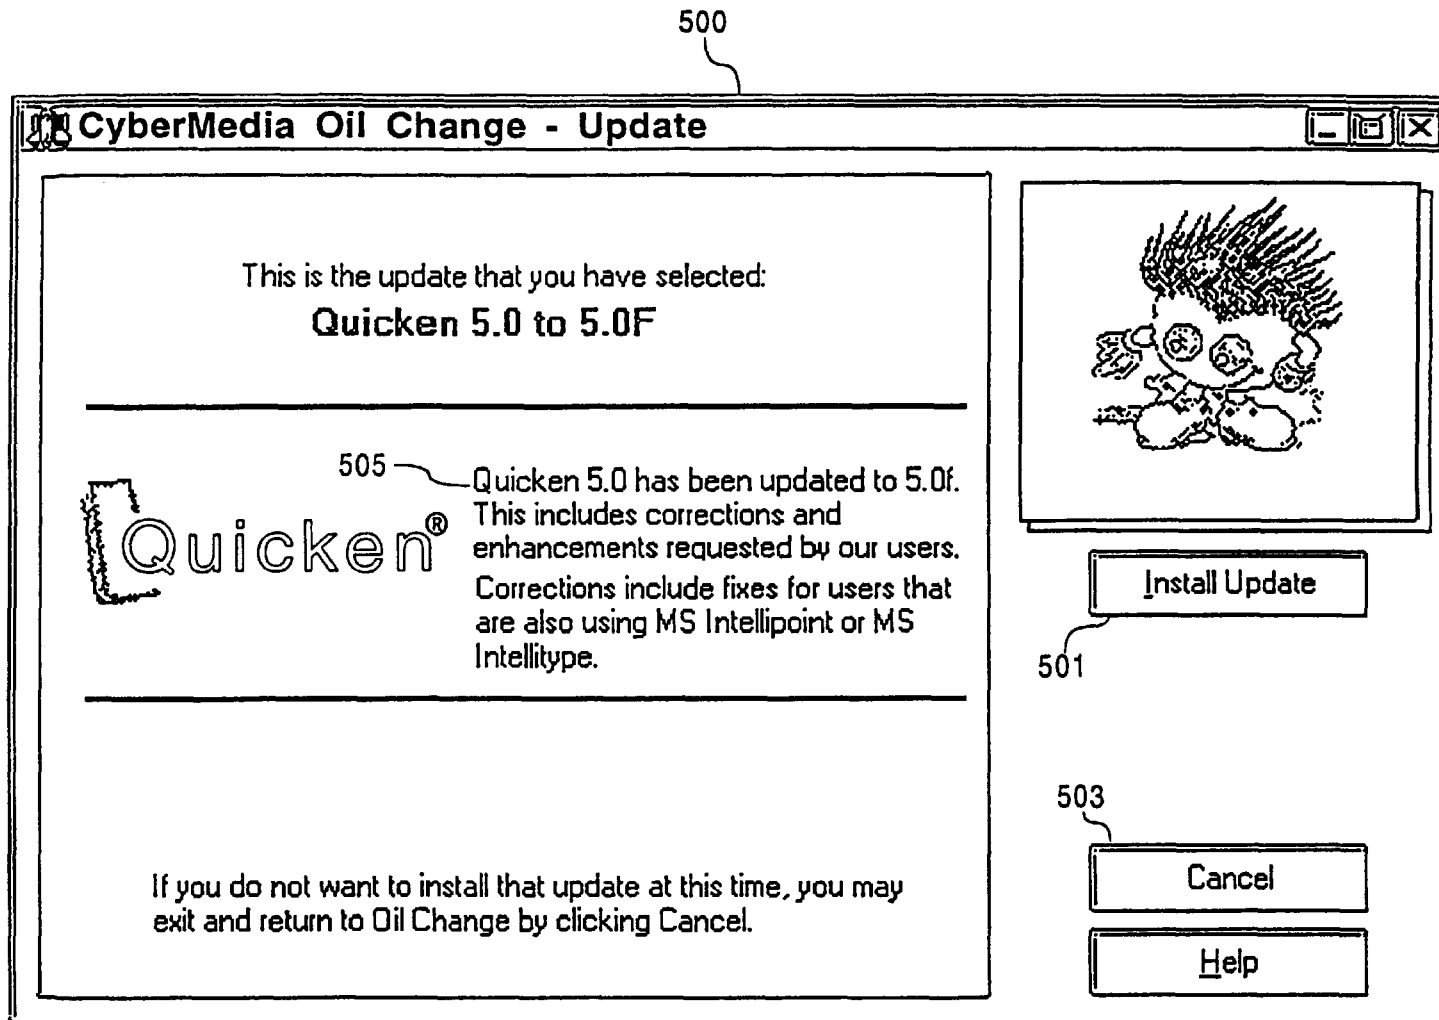 500
CyberMedia Oil Change - Update
This is the update that you have selected:
Quicken 5.0 to 5.0F
505
Quicken®
Quicken 5.0 has been updated to 5.0f.
This includes corrections and
enhancements requested by our users.
Corrections include fixes for users that
are also using MS Intellipoint or MS
Intellitype.
If you do not want to install that update at this time, you may
exit and return to Oil Change by clicking Cancel.
Install Update
501
503
Cancel
Help